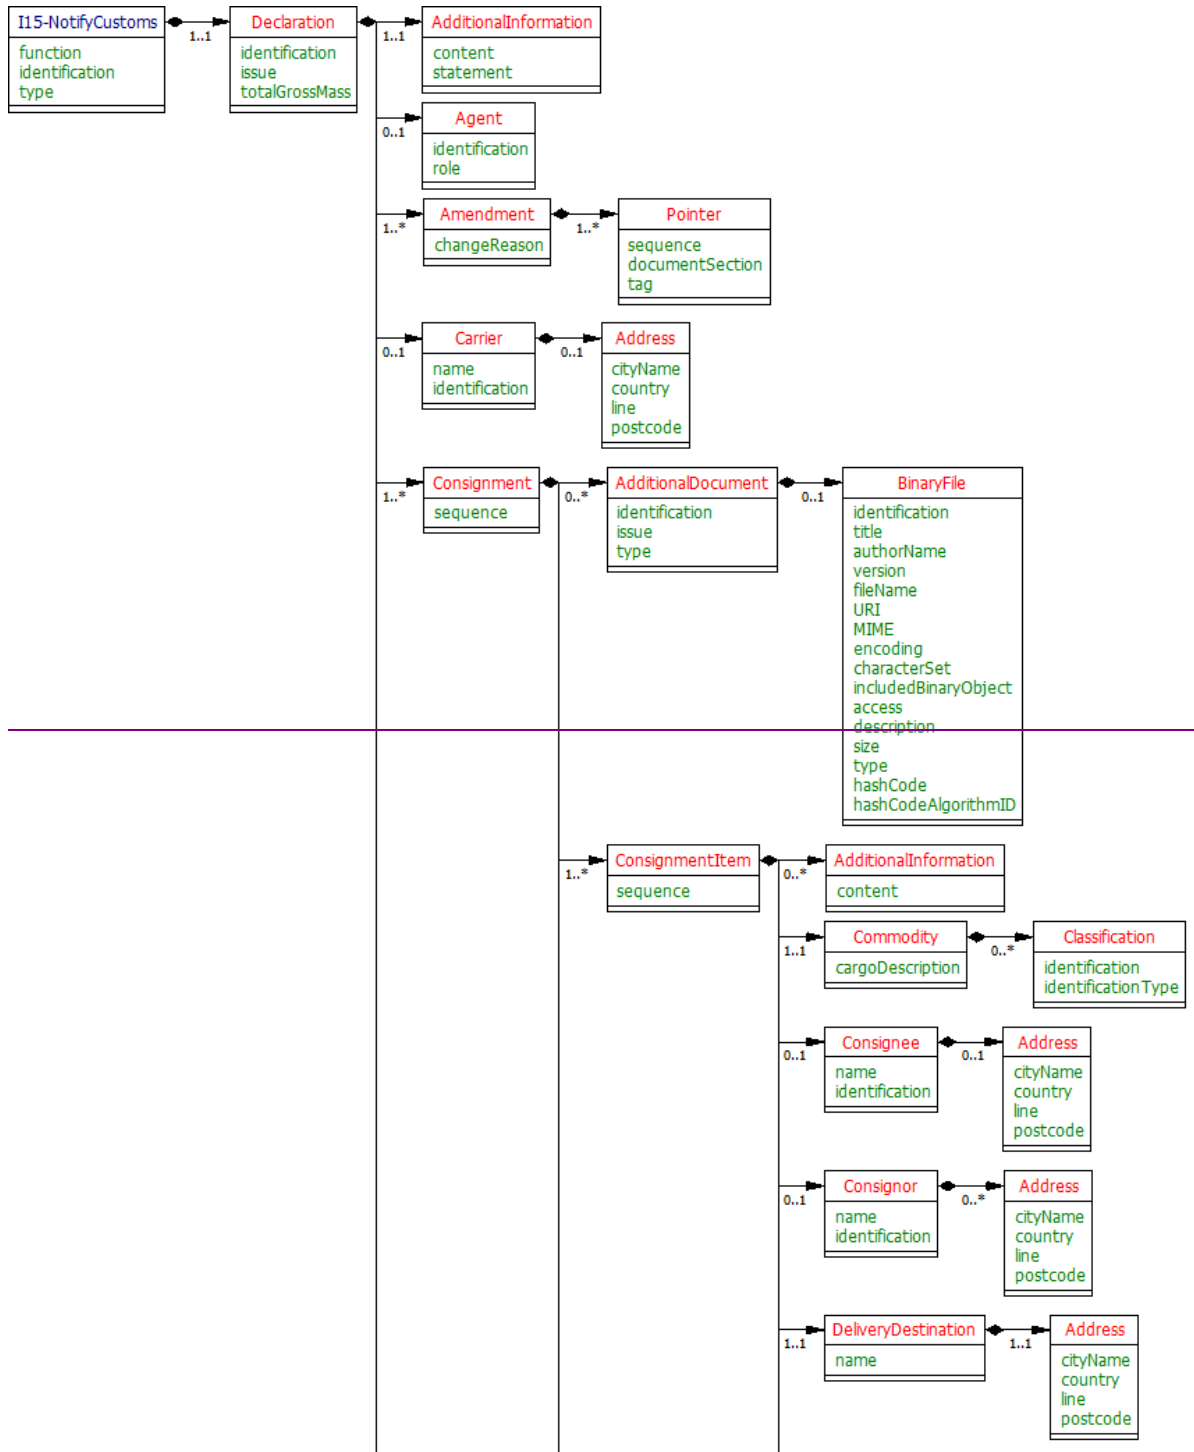 I15-NotifyCustoms
function
identification
type
1..1
Declaration
identification
issue
totalGrossMass
1..1
AdditionalInformation
content
statement
0..1
Agent
identification
role
1..*
Amendment
changeReason
1..*
Pointer
sequence
documentSection
tag
0..1
Carrier
name
identification
0..1
Address
cityName
country
line
postcode
1..*
Consignment
sequence
0..*
AdditionalDocument
identification
issue
type
0..1
BinaryFile
identification
title
authorName
version
fileName
URI
MIME
encoding
characterSet
includedBinaryObject
access
description
size
type
hashCode
hashCodeAlgorithmID
1..*
ConsignmentItem
sequence
0..*
AdditionalInformation
content
1..1
Commodity
cargoDescription
0..*
Classification
identification
identificationType
0..1
Consignee
name
identification
0..1
Address
cityName
country
line
postcode
0..1
Consignor
name
identification
0..*
Address
cityName
country
line
postcode
1..1
DeliveryDestination
name
1..1
Address
cityName
country
line
postcode